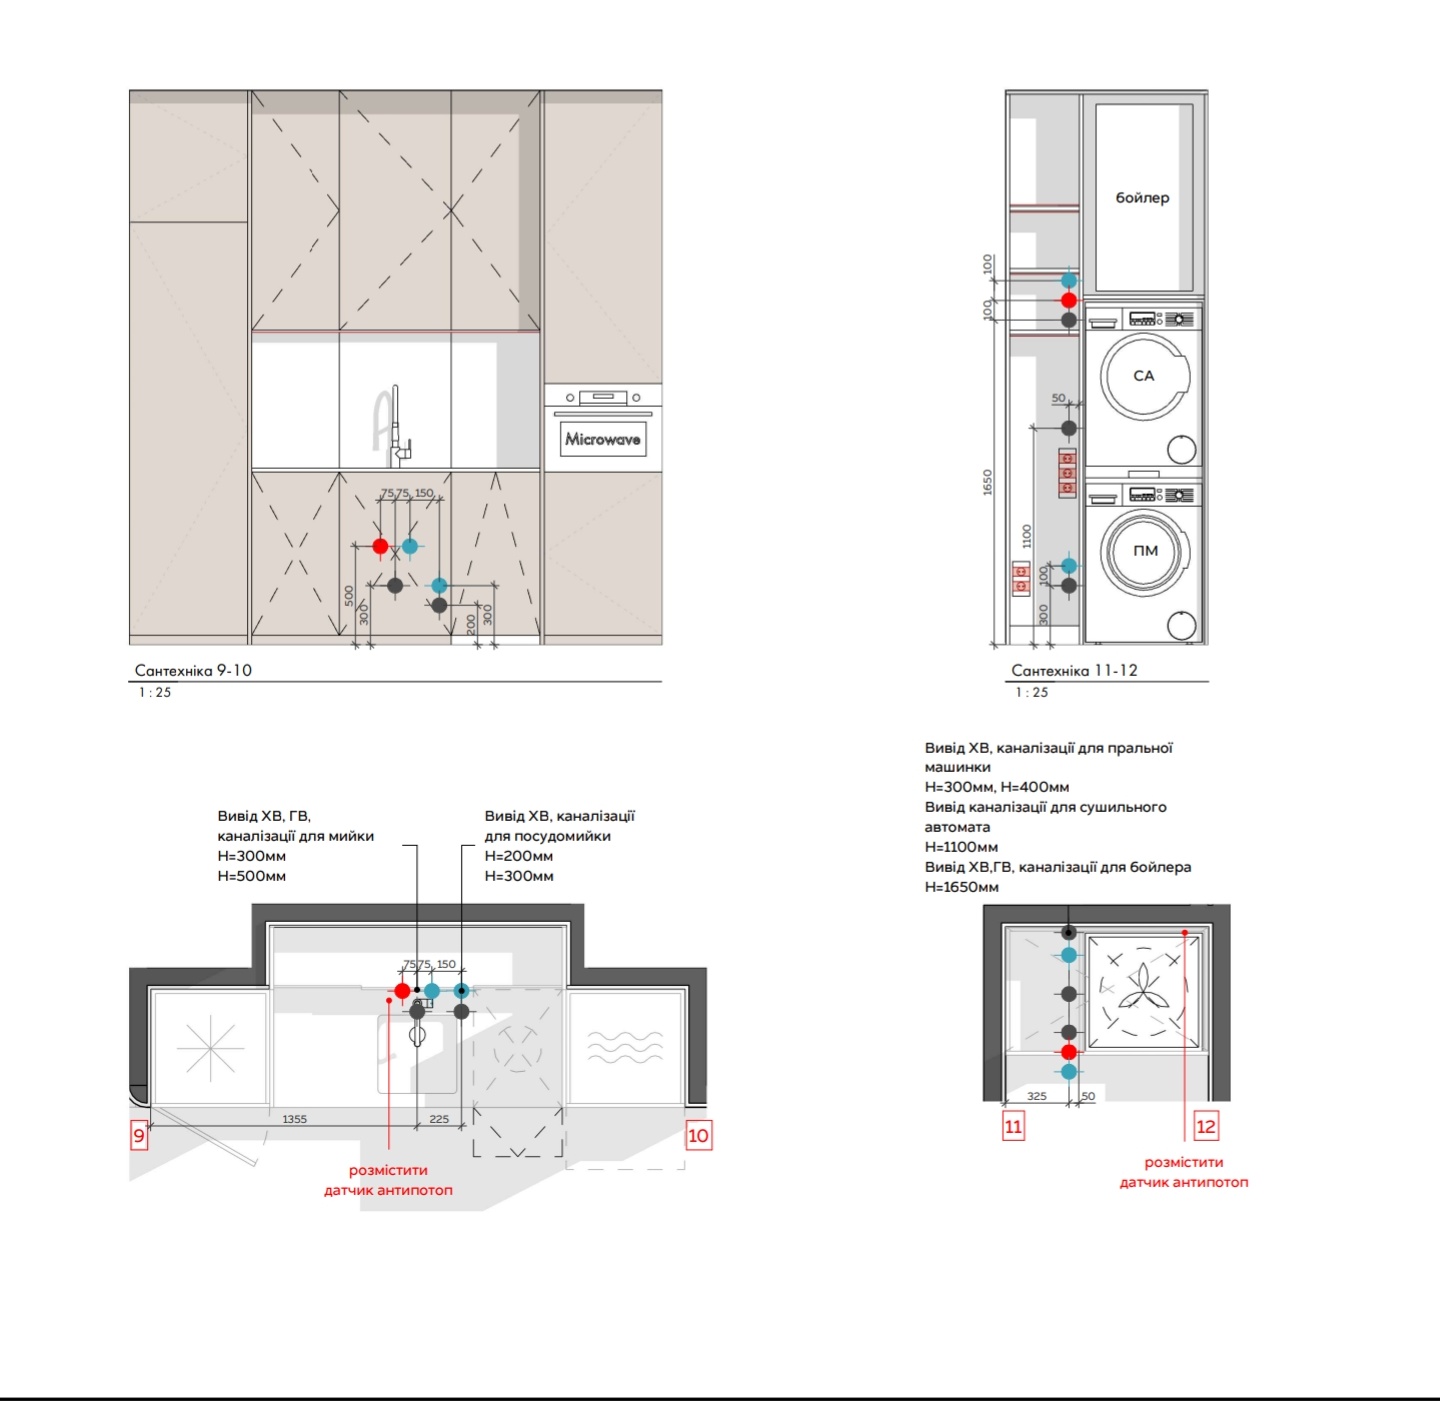 бойлер
100
100
СА
50
Microwave
1650
75 75 150
1100
ПМ
500
300
200
300
100
300
Сантехніка 9-10
1 : 25
Сантехніка 11-12
1 : 25
Вивід ХВ, ГВ,
каналізації для мийки
Н=300мм
Н=500мм
Вивід ХВ, каналізації
для посудомийки
Н=200мм
Н=300мм
Вивід ХВ, каналізації для пральної
машинки
Н=300мм, Н=400мм
Вивід каналізації для сушильного
автомата
Н=1100мм
Вивід ХВ,ГВ, каналізації для бойлера
Н=1650мм
75 75 150
1355
225
9
10
розмістити
датчик антипотоп
325
50
11
12
розмістити
датчик антипотоп